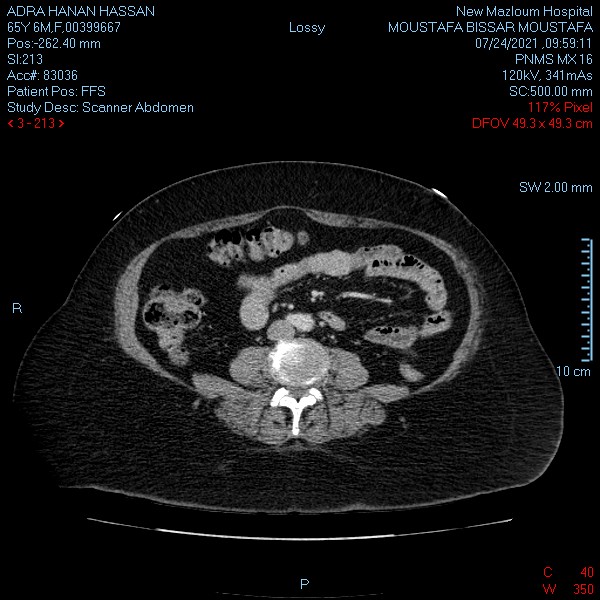 ADRA HANAN HASSAN
65Y 6M,F,00399667
Pos:-262.40 mm
SI:213
Acc#: 83036
Patient Pos: FFS
Study Desc: Scanner Abdomen
< 3 - 213 >
Lossy
New Mazloum Hospital
MOUSTAFA BISSAR MOUSTAFA
07/24/2021 ,09:59:11
PNMS MX 16
120kV, 341mAs
SC:500.00 mm
117% Pixel
DFOV 49.3 x 49.3 cm
SW 2.00 mm
R
10 cm
P
C 40
W 350